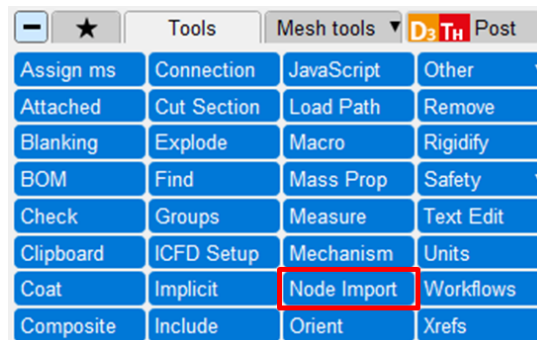 Tools Mesh tools D3 TH Post
Assign ms Connection JavaScript Other
Attached Cut Section Load Path Remove
Blanking Explode Macro Rigidify
BOM Find Mass Prop Safety
Check Groups Measure Text Edit
Clipboard ICFD Setup Mechanism Units
Coat Implicit Node Import Workflows
Composite Include Orient Xrefs